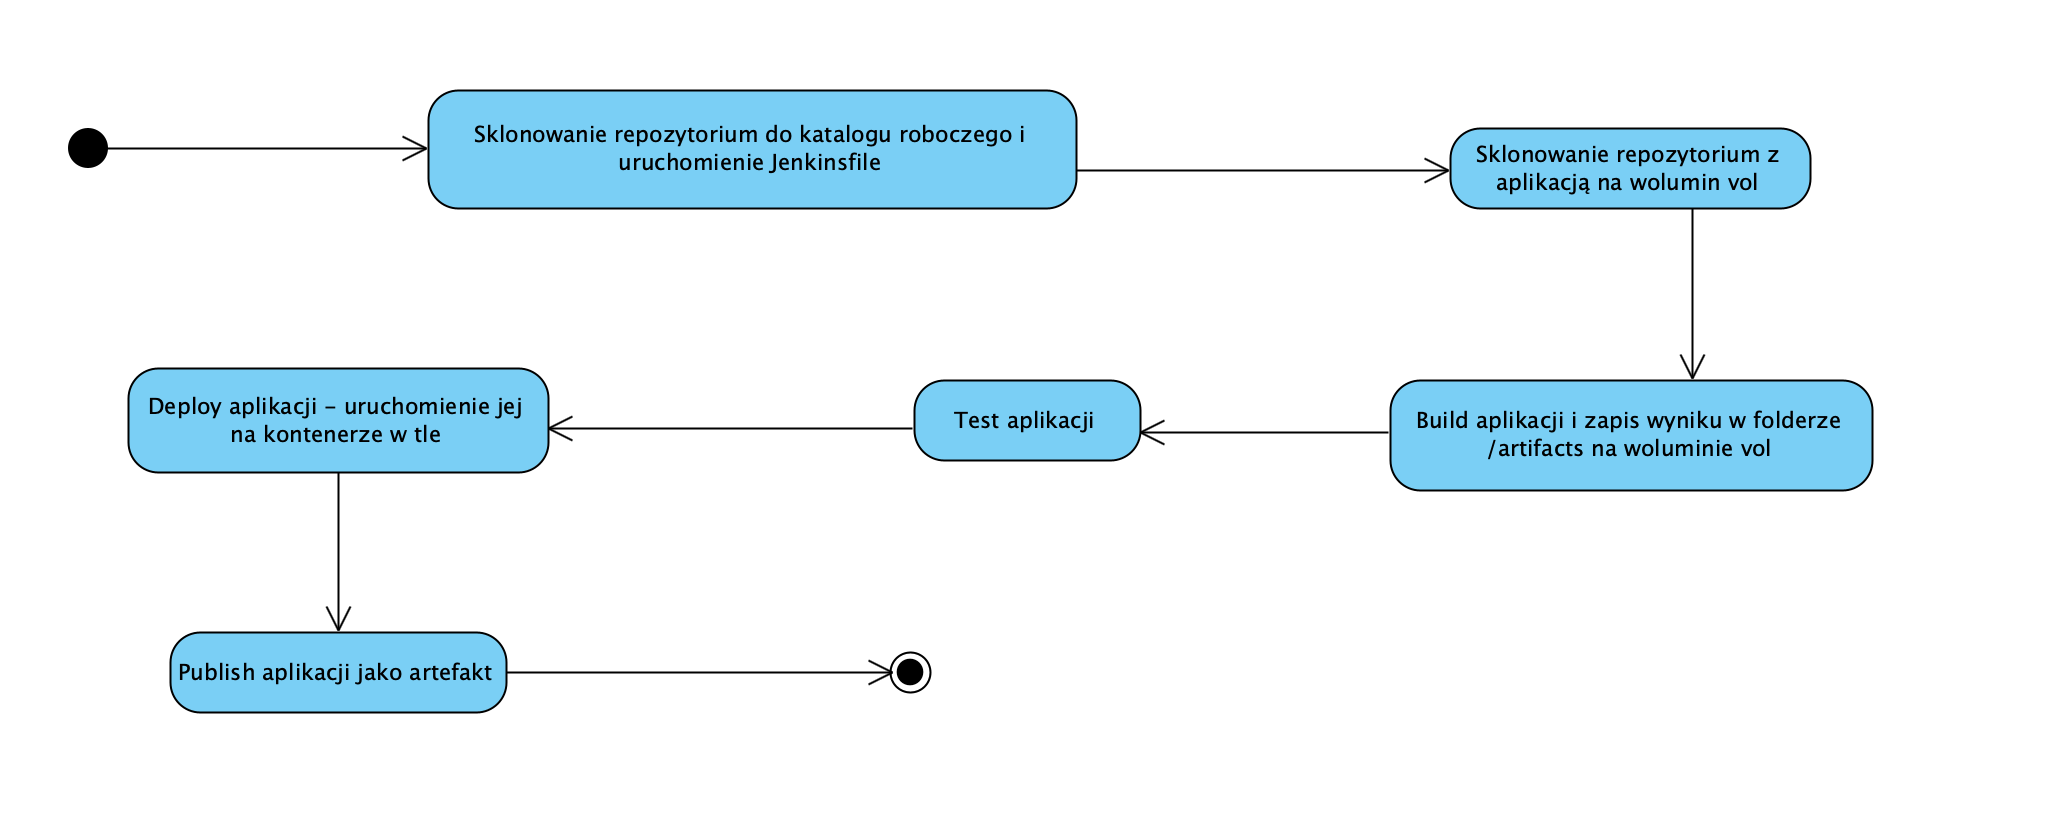 Sklonowanie repozytorium do katalogu roboczego i
uruchomienie Jenkinsfile
Sklonowanie repozytorium z
aplikacją na wolumin vol
Build aplikacji i zapis wyniku w folderze
/artifacts na woluminie vol
Test aplikacji
Deploy aplikacji – uruchomienie jej
na kontenerze w tle
Publish aplikacji jako artefakt